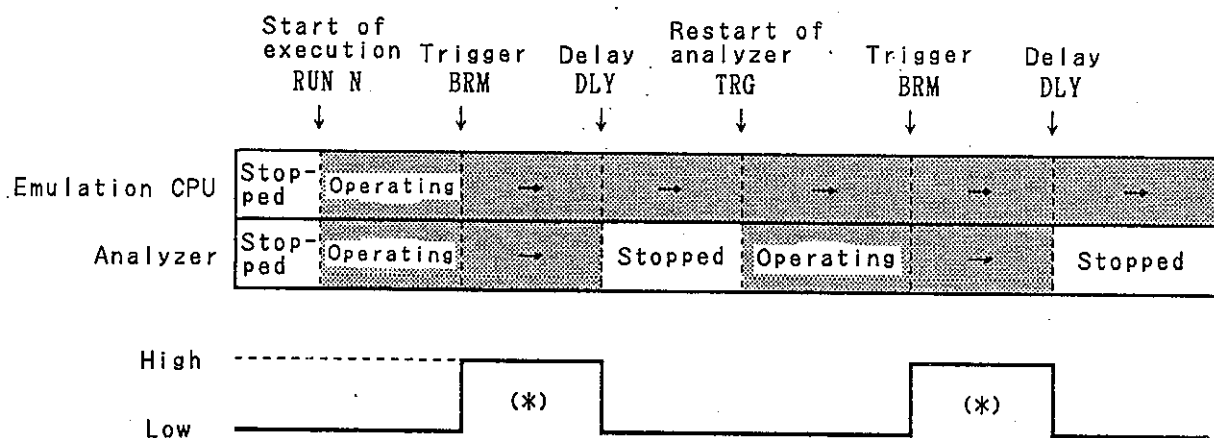 Start of
execution
RUN N
Trigger
BRM
Delay
DLY
Restart of
analyzer
TRG
Trigger
BRM
Delay
DLY
Emulation CPU
Stop-
ped
Operating
→
→
→
→
→
Analyzer
Stop-
ped
Operating
→
Stopped
Operating
→
Stopped
High
(*)
(*)
Low